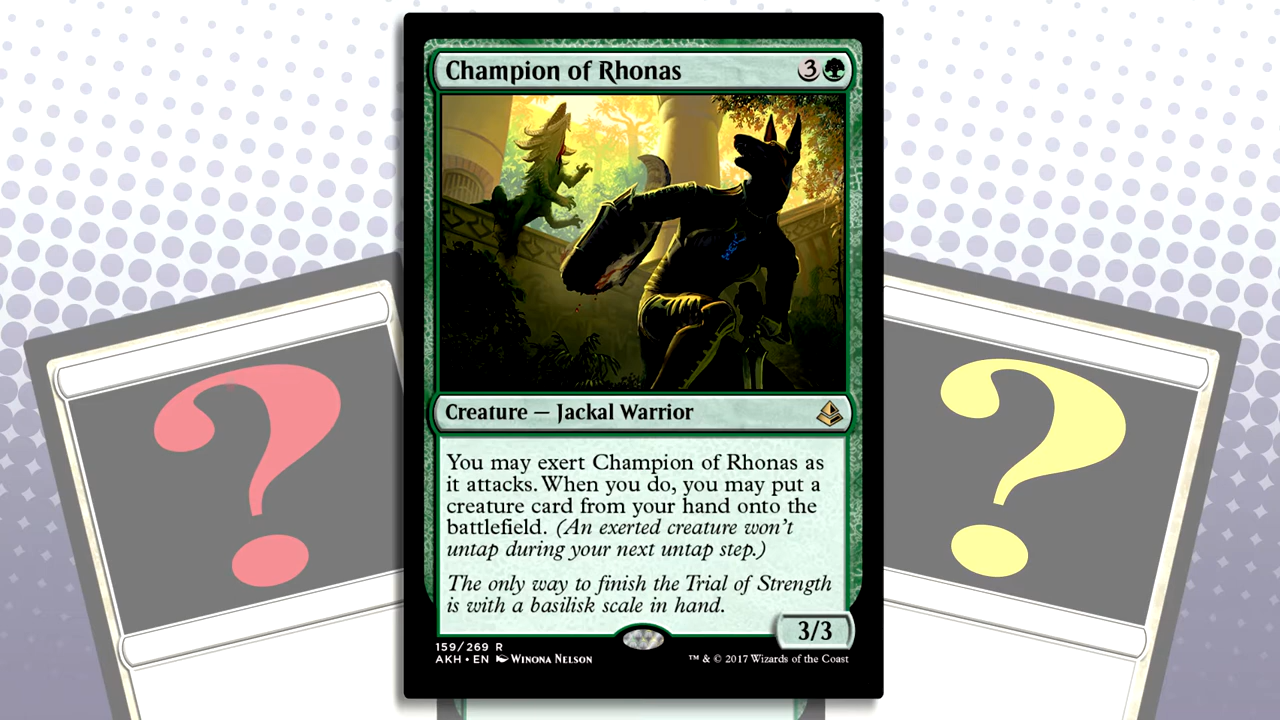 Champion of Rhonas 3
Creature — Jackal Warrior
You may exert Champion of Rhonas as
it attacks. When you do, you may put a
creature card from your hand onto the
battlefield. (An exerted creature won't
untap during your next untap step.)
The only way to finish the Trial of Strength
is with a basilisk scale in hand.
3/3
159/269 R
AKH • EN Winona Nelson
™ & © 2017 Wizards of the Coast
?
?